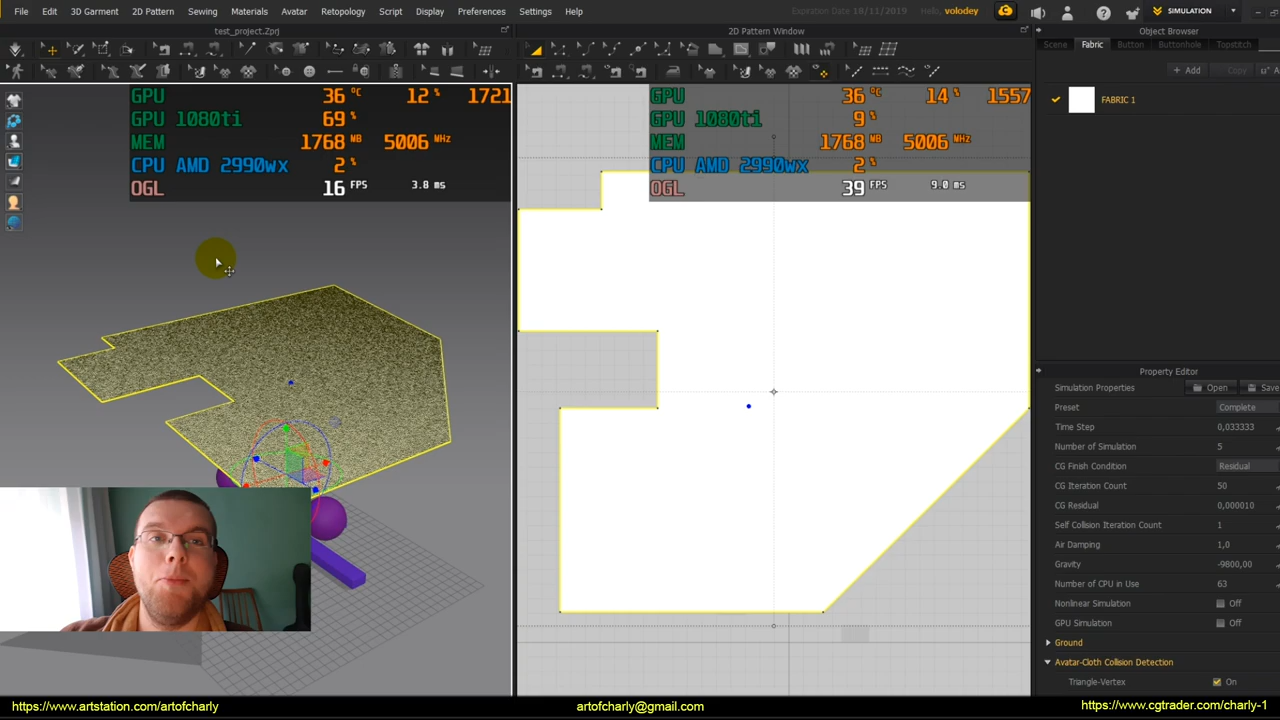 File Edit 3D Garment 2D Pattern Sewing Materials Avatar Retopology Script Display Preferences Settings Help
Expiration Date 18/11/2019 Hello, volodey
SIMULATION
test_project.Zprj
2D Pattern Window
Object Browser
Scene Fabric Button Buttonhole Topstitch
+ Add Copy
FABRIC 1
GPU 36 °C 12 % 1721
GPU 1080ti 69 %
MEM 1768 MB 5006 MHz
CPU AMD 2990wx 2 %
OGL 16 FPS 3.8 ms
GPU 36 °C 14 % 1557
GPU 1080ti 9 %
MEM 1768 MB 5006 MHz
CPU AMD 2990wx 2 %
OGL 39 FPS 9.0 ms
Property Editor
Simulation Properties Open Save
Preset Complete
Time Step 0,033333
Number of Simulation 5
CG Finish Condition Residual
CG Iteration Count 50
CG Residual 0,000010
Self Collision Iteration Count 1
Air Damping 1,0
Gravity -9800,00
Number of CPU in Use 63
Nonlinear Simulation Off
GPU Simulation Off
Ground
Avatar-Cloth Collision Detection
Triangle-Vertex On
https://www.artstation.com/artofcharly
artofcharly@gmail.com
https://www.cgtrader.com/charly-1